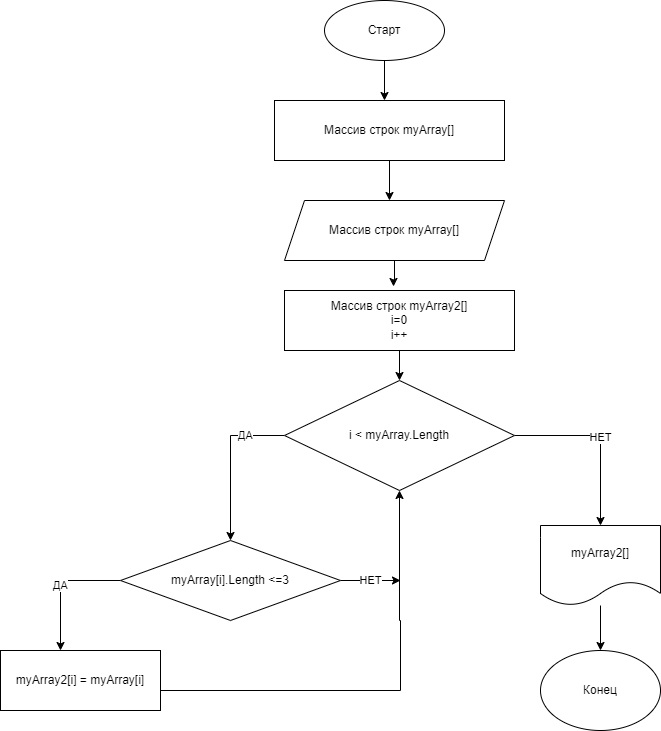 Старт
Массив строк myArray[]
Массив строк myArray[]
Массив строк myArray2[]
i=0
i++
i < myArray.Length
ДА
НЕТ
myArray2[]
myArray[i].Length <=3
НЕТ
ДА
myArray2[i] = myArray[i]
Конец